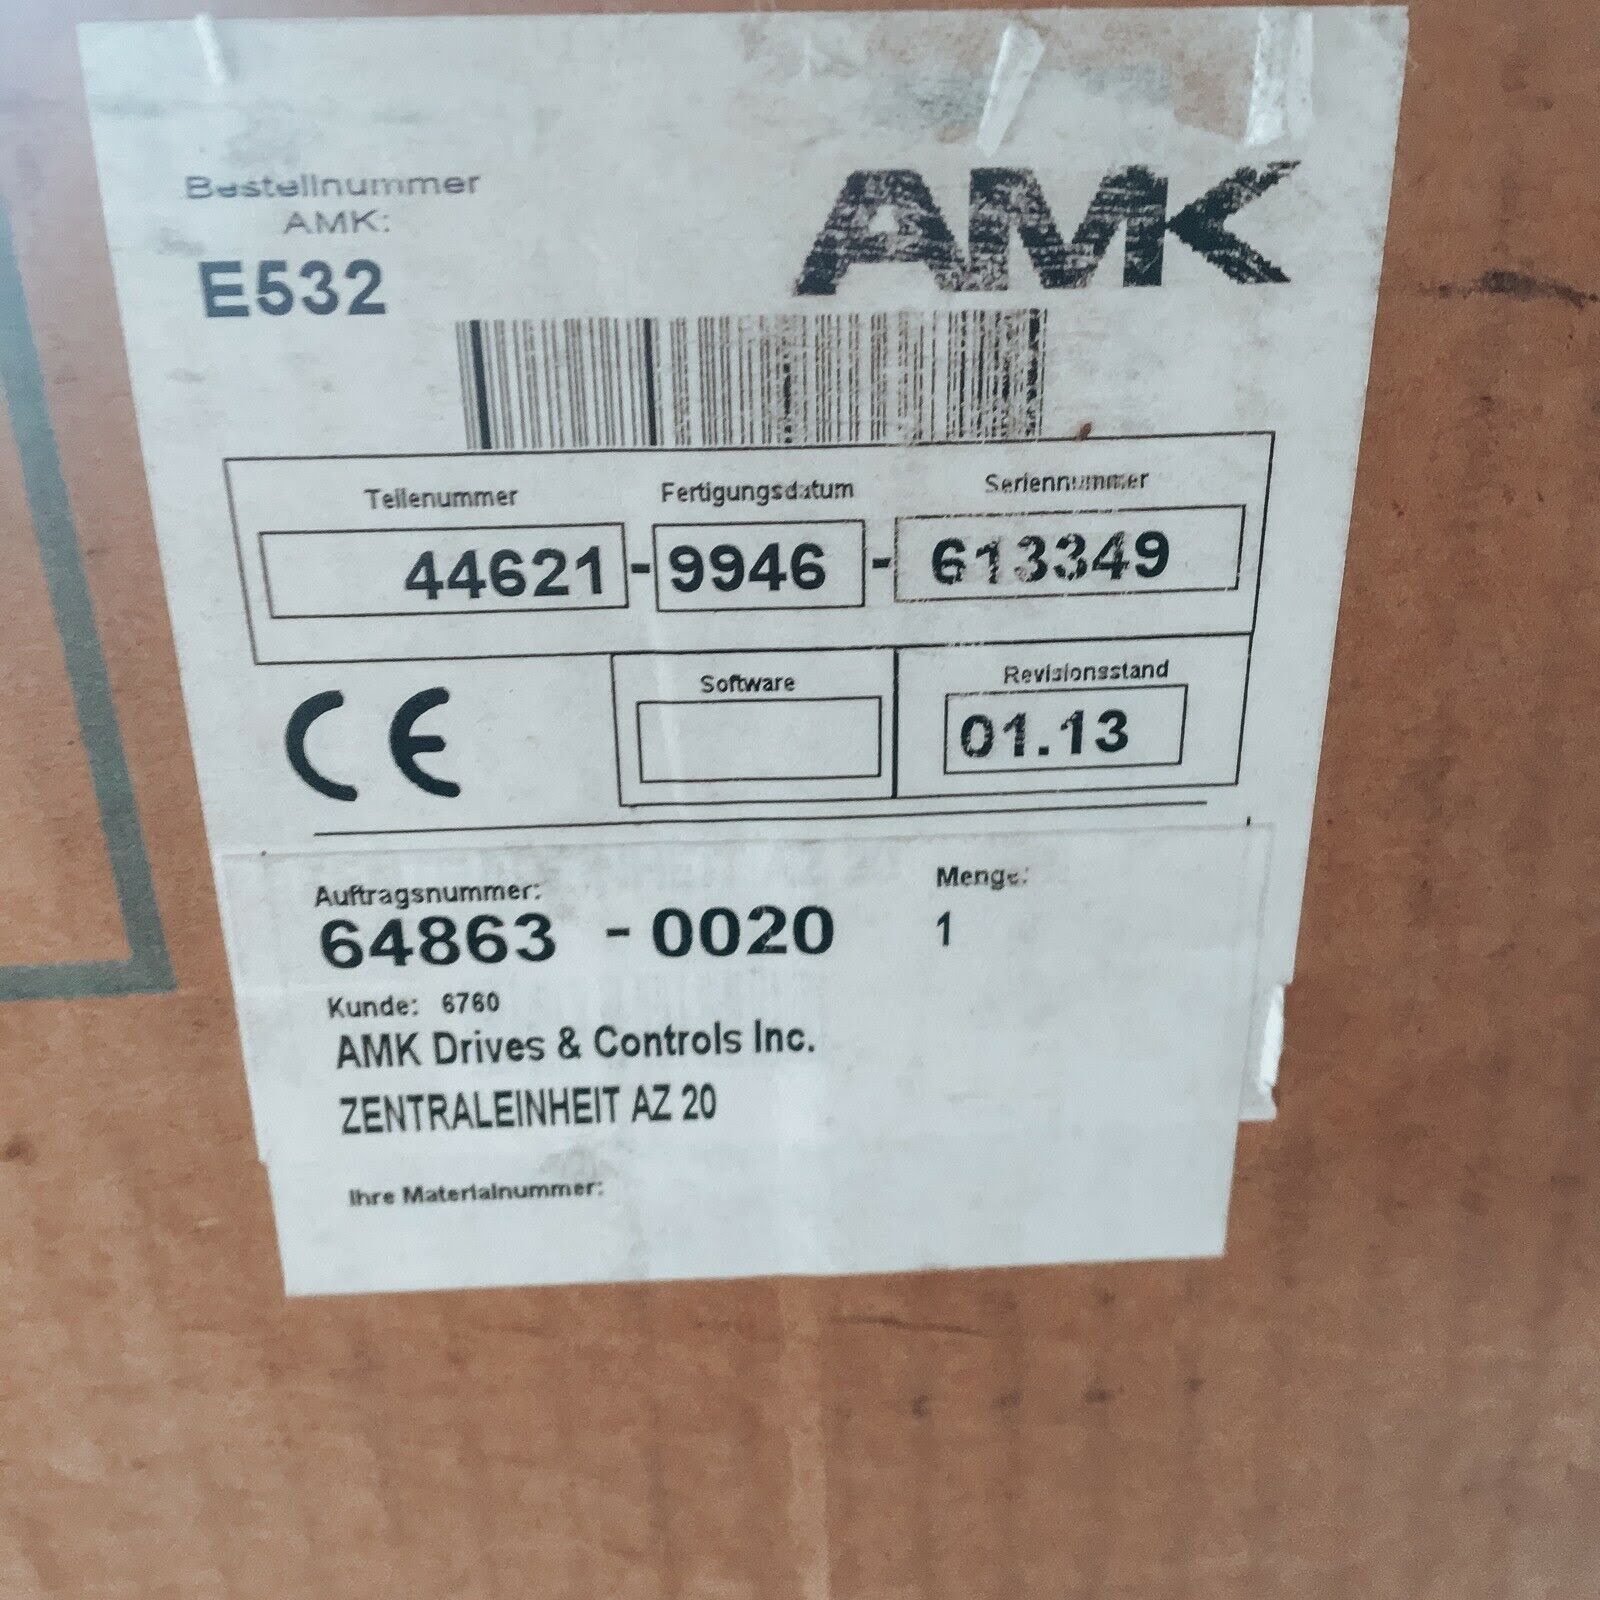 Bestellnummer
AMK:
AMK
E532
Teilenummer Fertigungsdatum Seriennummer
44621 - 9946 - 613349
CE
Software Revisionsstand
01.13
Auftragsnummer: Menge:
64863 - 0020 1
Kunde: 6760
AMK Drives & Controls Inc.
ZENTRALEINHEIT AZ 20
Ihre Materialnummer: